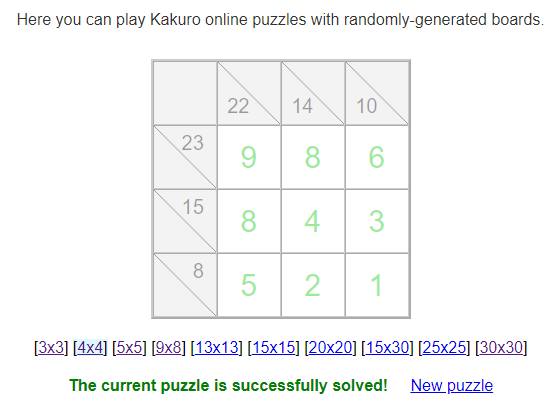 Here you can play Kakuro online puzzles with randomly-generated boards.
22 14 10
23 9 8 6
15 8 4 3
8 5 2 1
[3x3] [4x4] [5x5] [9x8] [13x13] [15x15] [20x20] [15x30] [25x25] [30x30]
The current puzzle is successfully solved! New puzzle